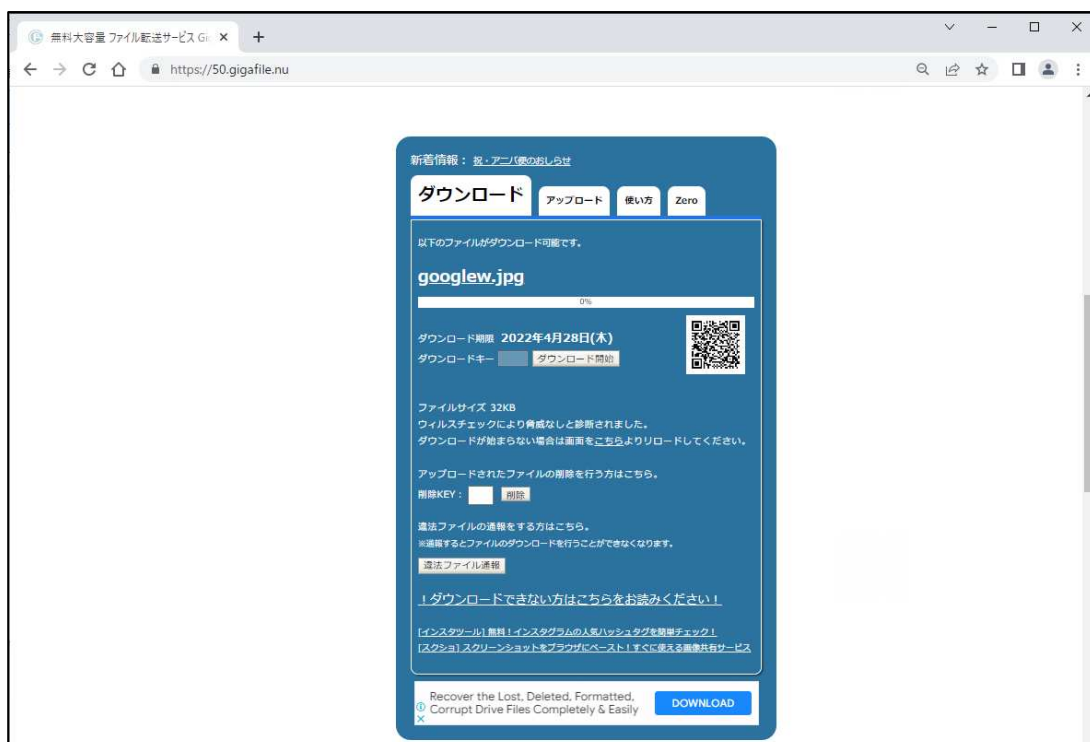 無料大容量 ファイル転送サービス Gi
https://50.gigafile.nu
新着情報： 祝・アニバ便のおしらせ
ダウンロード アップロード 使い方 Zero
以下のファイルがダウンロード可能です。
googlew.jpg
0%
ダウンロード期限 2022年4月28日(木)
ダウンロードキー ダウンロード開始
ファイルサイズ 32KB
ウィルスチェックにより脅威なしと診断されました。
ダウンロードが始まらない場合は画面をこちらよりリロードしてください。
アップロードされたファイルの削除を行う方はこちら。
削除KEY： 削除
違法ファイルの通報をする方はこちら。
※通報するとファイルのダウンロードを行うことができなくなります。
違法ファイル通報
！ダウンロードできない方はこちらをお読みください！
[インスタツール] 無料！インスタグラムの人気ハッシュタグを簡単チェック！
[スクショ] スクリーンショットをブラウザにペースト！すぐに使える画像共有サービス
Recover the Lost, Deleted, Formatted,
Corrupt Drive Files Completely & Easily
DOWNLOAD